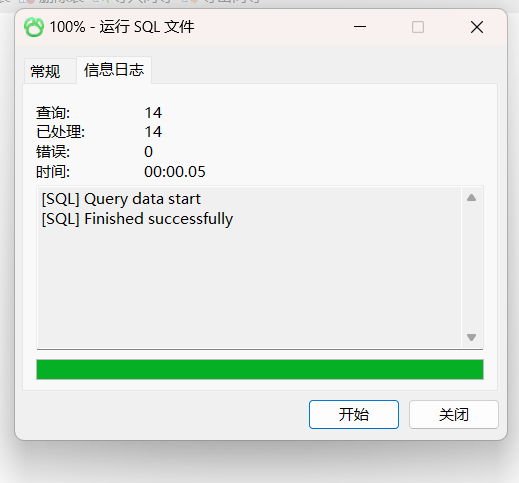 100% - 运行 SQL 文件
常规 信息日志
查询: 14
已处理: 14
错误: 0
时间: 00:00.05
[SQL] Query data start
[SQL] Finished successfully
开始 关闭